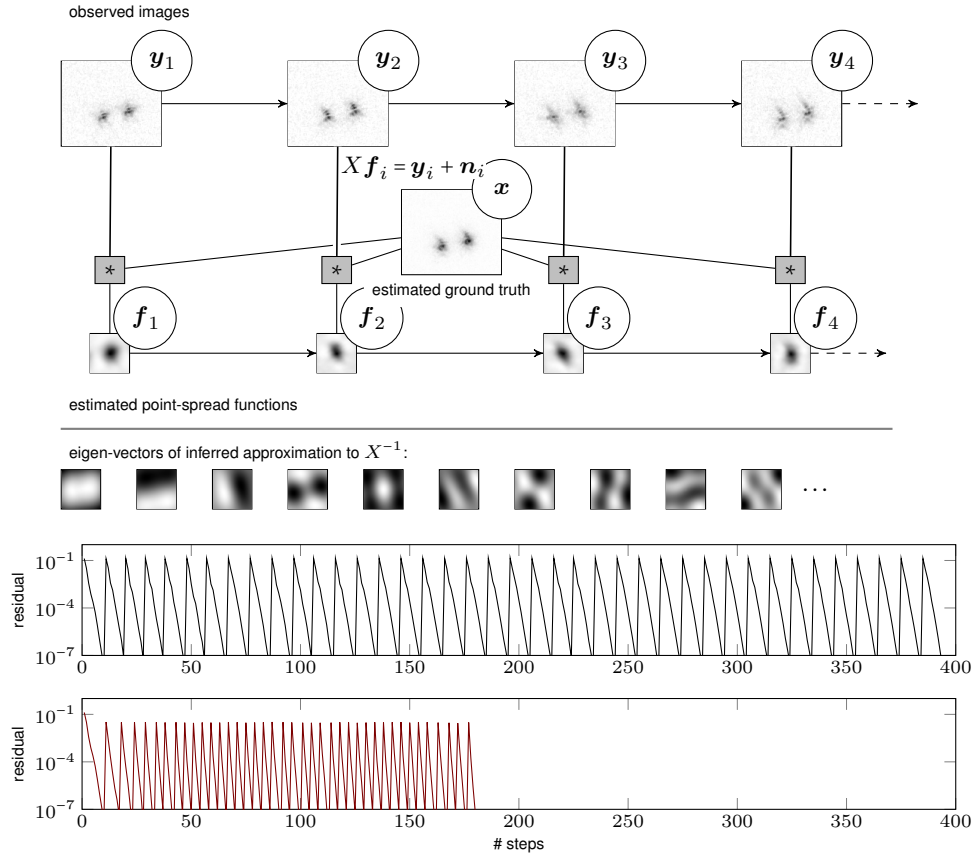 observed images
y₁ y₂ y₃ y₄
Xfᵢ = yᵢ + nᵢ
x
* * * *
estimated ground truth
f₁ f₂ f₃ f₄
estimated point-spread functions
eigen-vectors of inferred approximation to X⁻¹:
...
residual
10⁻¹
10⁻⁴
10⁻⁷
0 50 100 150 200 250 300 350 400
residual
10⁻¹
10⁻⁴
10⁻⁷
0 50 100 150 200 250 300 350 400
# steps